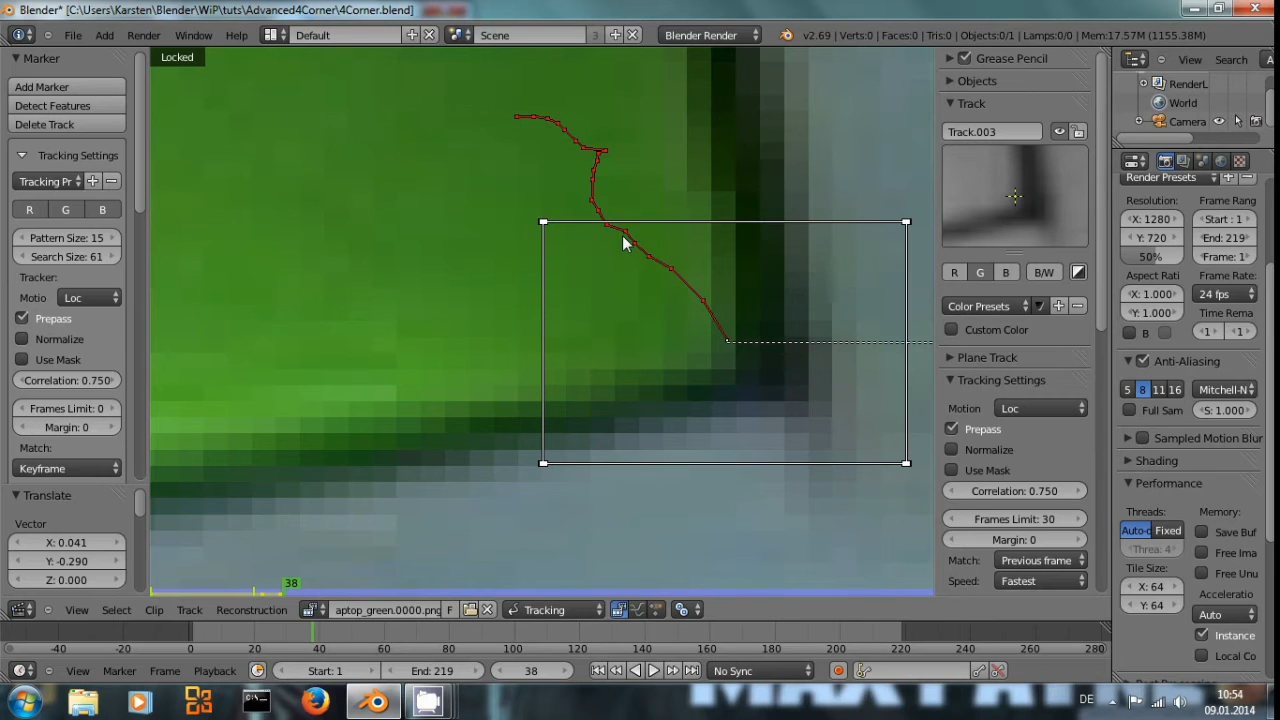 Blender* [C:\Users\Karsten\Blender\WiP\tuts\Advanced4Corner\4Corner.blend]
File Add Render Window Help Default Scene 3 Blender Render v2.69 | Verts:0 | Faces:0 | Tris:0 | Objects:0/1 | Lamps:0/0 | Mem:17.57M (1155.38M)
Marker
Add Marker
Detect Features
Delete Track
Tracking Settings
Tracking Pr
R G B
Pattern Size: 15
Search Size: 61
Tracker:
Motio Loc
Prepass
Normalize
Use Mask
Correlation: 0.750
Frames Limit: 0
Margin: 0
Match:
Keyframe
Translate
Vector
X: 0.041
Y: -0.290
Z: 0.000
Locked
38
Grease Pencil
Objects
Track
Track.003
R G B B/W
Color Presets
Custom Color
Plane Track
Tracking Settings
Motion Loc
Prepass
Normalize
Use Mask
Correlation: 0.750
Frames Limit: 30
Margin: 0
Match: Previous frame
Speed: Fastest
View Search A
RenderL
World
Camera
Render Presets
Resolution: Frame Rang
X: 1280 Start : 1
Y: 720 End: 219
50% Frame: 1
Aspect Rati Frame Rate:
X: 1.000 24 fps
Y: 1.000 Time Rema
B 1 1
Anti-Aliasing
5 8 11 16 Mitchell-N
Full Sam S: 1.000
Sampled Motion Blur
Shading
Performance
Threads: Memory:
Auto-d Fixed Save Buf
Threa: 4 Free Ima
Tile Size: Free Unu
X: 64 Acceleratio
Y: 64 Auto
Instance
Local Co
View Select Clip Track Reconstruction aptop_green.0000.png F Tracking
-40 -20 0 20 40 60 80 100 120 140 160 180 200 220 240 260 280
View Marker Frame Playback Start: 1 End: 219 38 No Sync
DE 10:54
09.01.2014